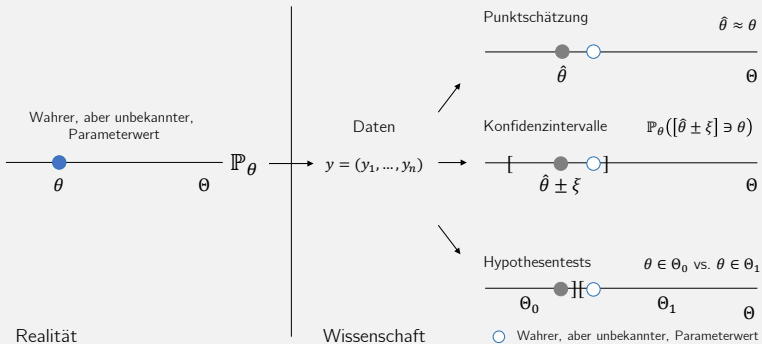 Wahrer, aber unbekannter,
Parameterwert
θ
Θ
ℙ_θ
Realität
Daten
y = (y₁, ..., yₙ)
Wissenschaft
Punktschätzung
θ̂ ≈ θ
θ̂
Θ
Konfidenzintervalle
ℙ_θ([θ̂ ± ξ] ∋ θ)
[ ]
θ̂ ± ξ
Θ
Hypothesentests
θ ∈ Θ₀ vs. θ ∈ Θ₁
][
Θ₀
Θ₁
Θ
Wahrer, aber unbekannter, Parameterwert